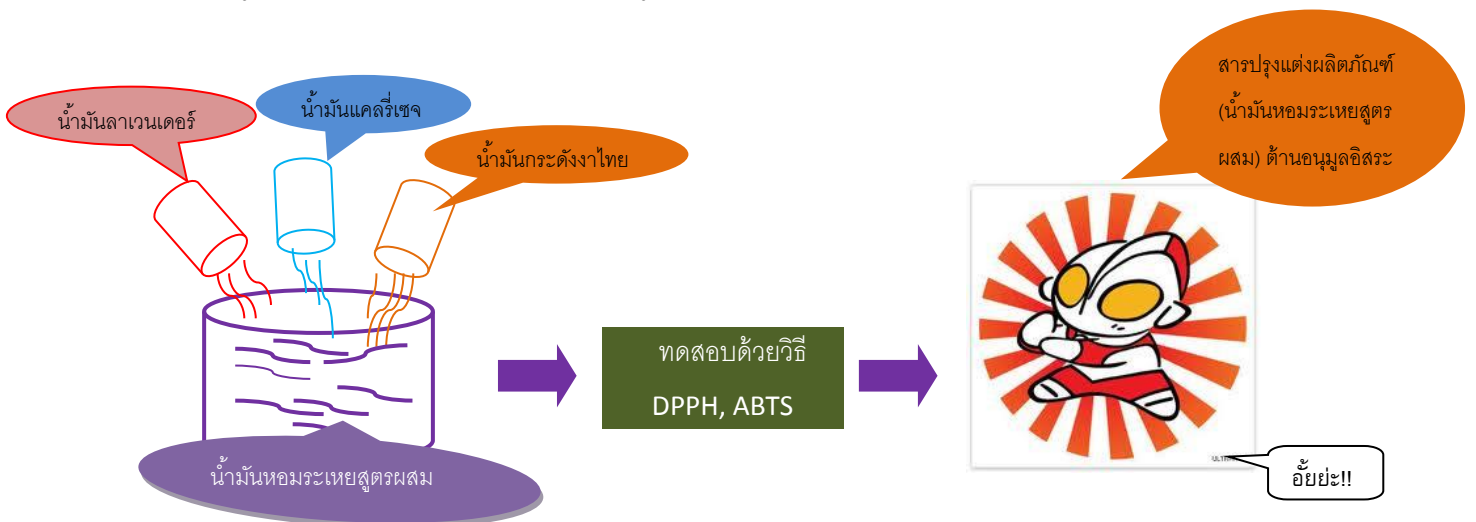 น้ำมันลาเวนเดอร์
น้ำมันแคลรี่เซจ
น้ำมันกระดังงาไทย
น้ำมันหอมระเหยสูตรผสม
ทดสอบด้วยวิธี
DPPH, ABTS
สารปรุงแต่งผลิตภัณฑ์
(น้ำมันหอมระเหยสูตร
ผสม) ต้านอนุมูลอิสระ
อั้ยย่ะ!!